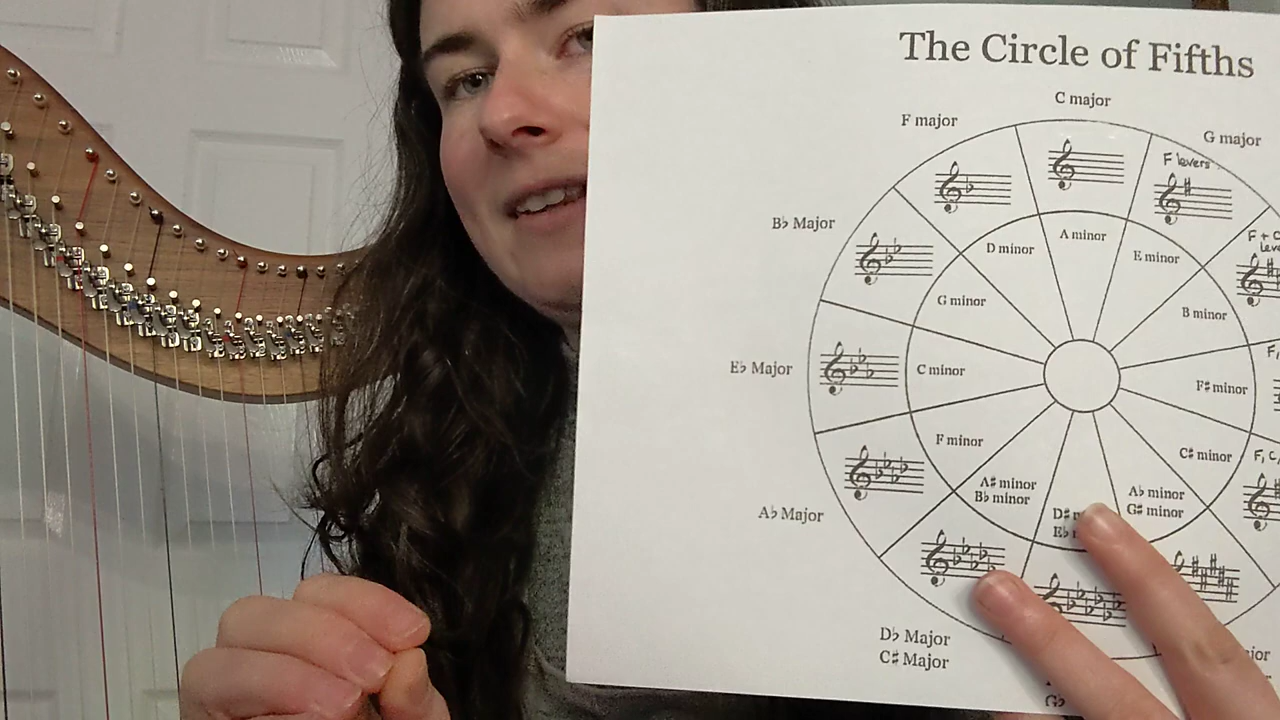 The Circle of Fifths
C major
F major
G major
F levers
B♭ Major
D minor
A minor
E minor
F + C
G minor
B minor
E♭ Major
C minor
F♯ minor
F,
F minor
C♯ minor
F, C,
A♯ minor
B♭ minor
A♭ minor
G♯ minor
A♭ Major
D♯
E♭
D♭ Major
C♯ Major
G♭